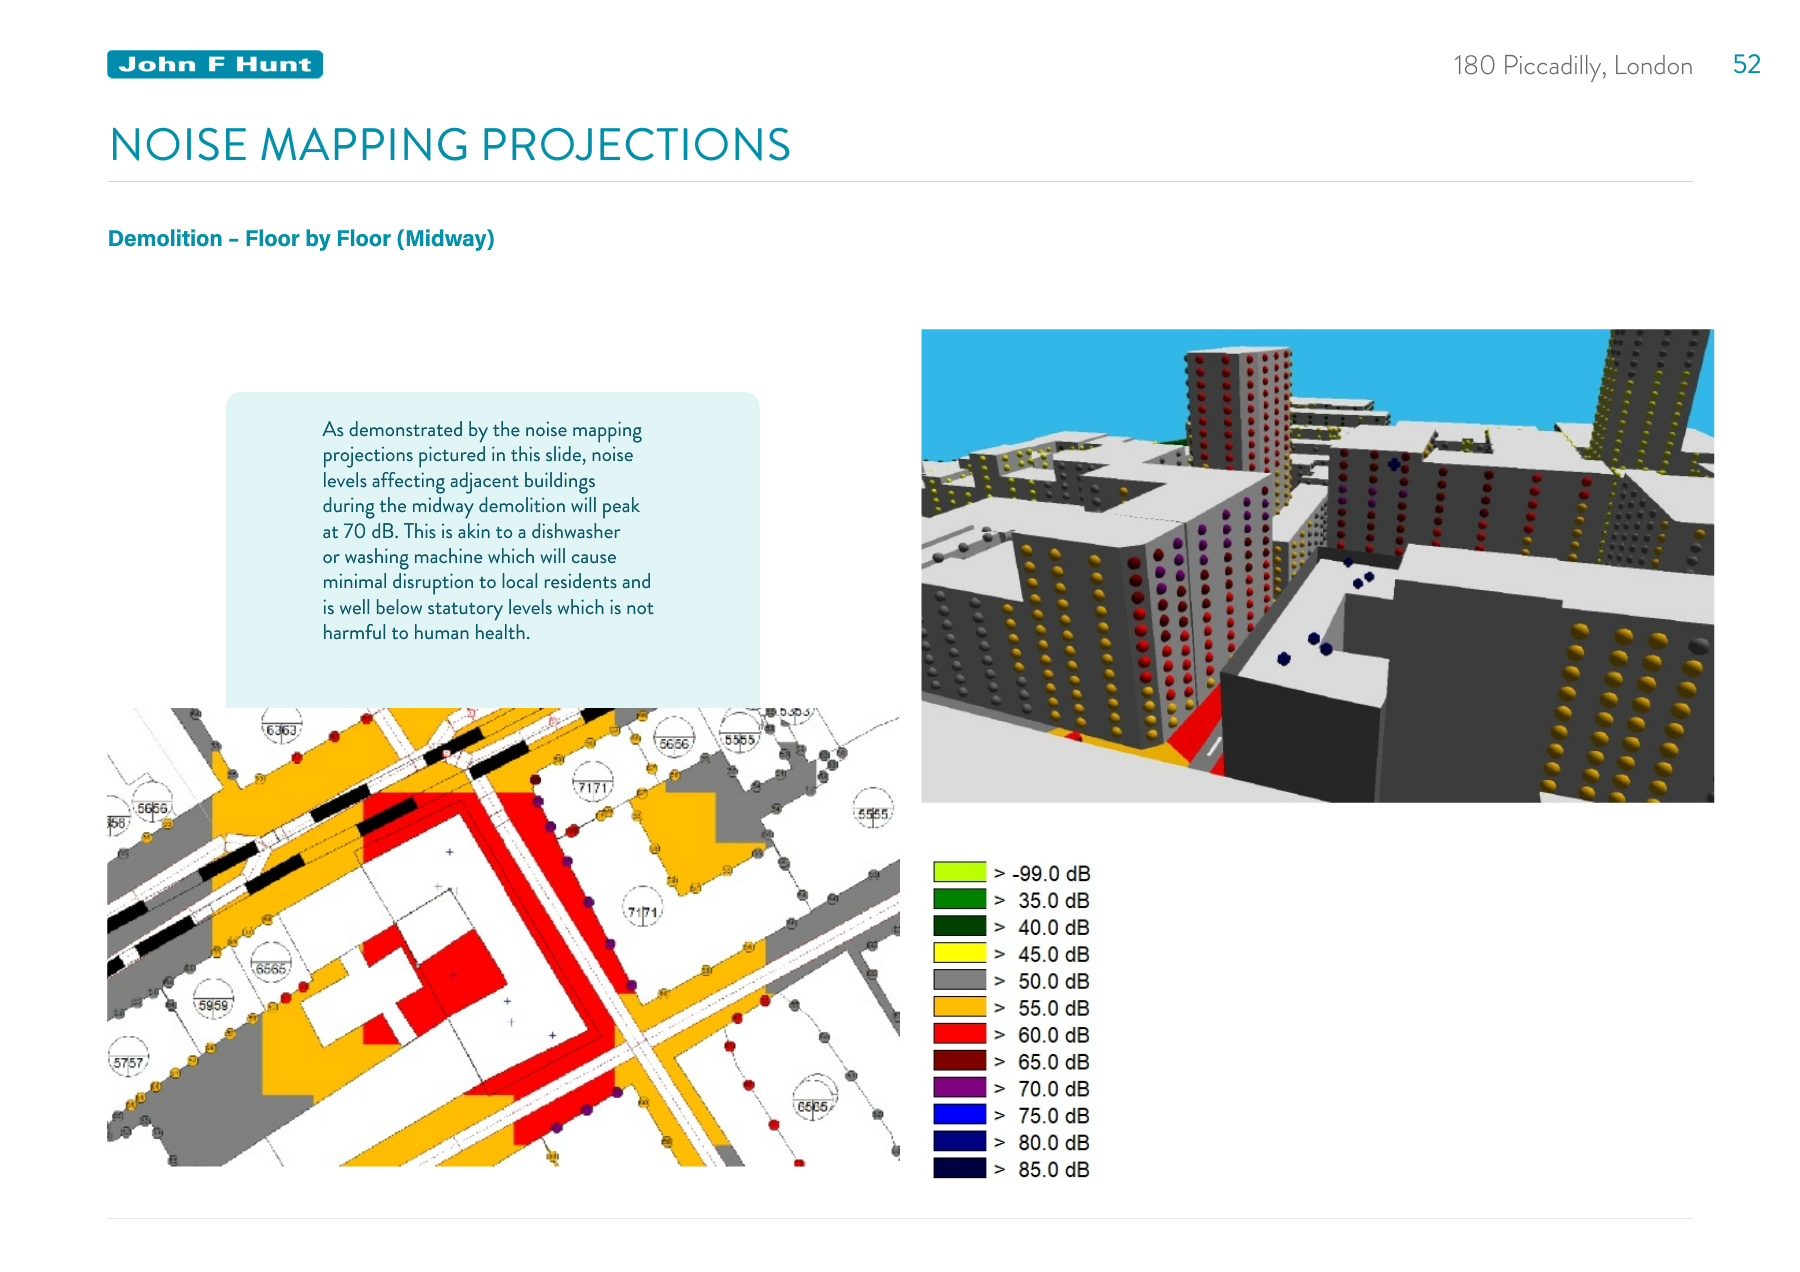 John F Hunt
180 Piccadilly, London 52
NOISE MAPPING PROJECTIONS
Demolition – Floor by Floor (Midway)
As demonstrated by the noise mapping
projections pictured in this slide, noise
levels affecting adjacent buildings
during the midway demolition will peak
at 70 dB. This is akin to a dishwasher
or washing machine which will cause
minimal disruption to local residents and
is well below statutory levels which is not
harmful to human health.
6363
5656
5555
5353
7171
5656
5555
7171
6565
5959
5757
6565
> -99.0 dB
> 35.0 dB
> 40.0 dB
> 45.0 dB
> 50.0 dB
> 55.0 dB
> 60.0 dB
> 65.0 dB
> 70.0 dB
> 75.0 dB
> 80.0 dB
> 85.0 dB